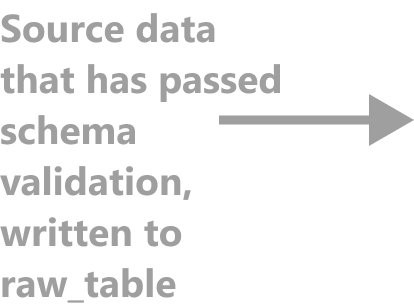 Source data
that has passed
schema
validation,
written to
raw_table